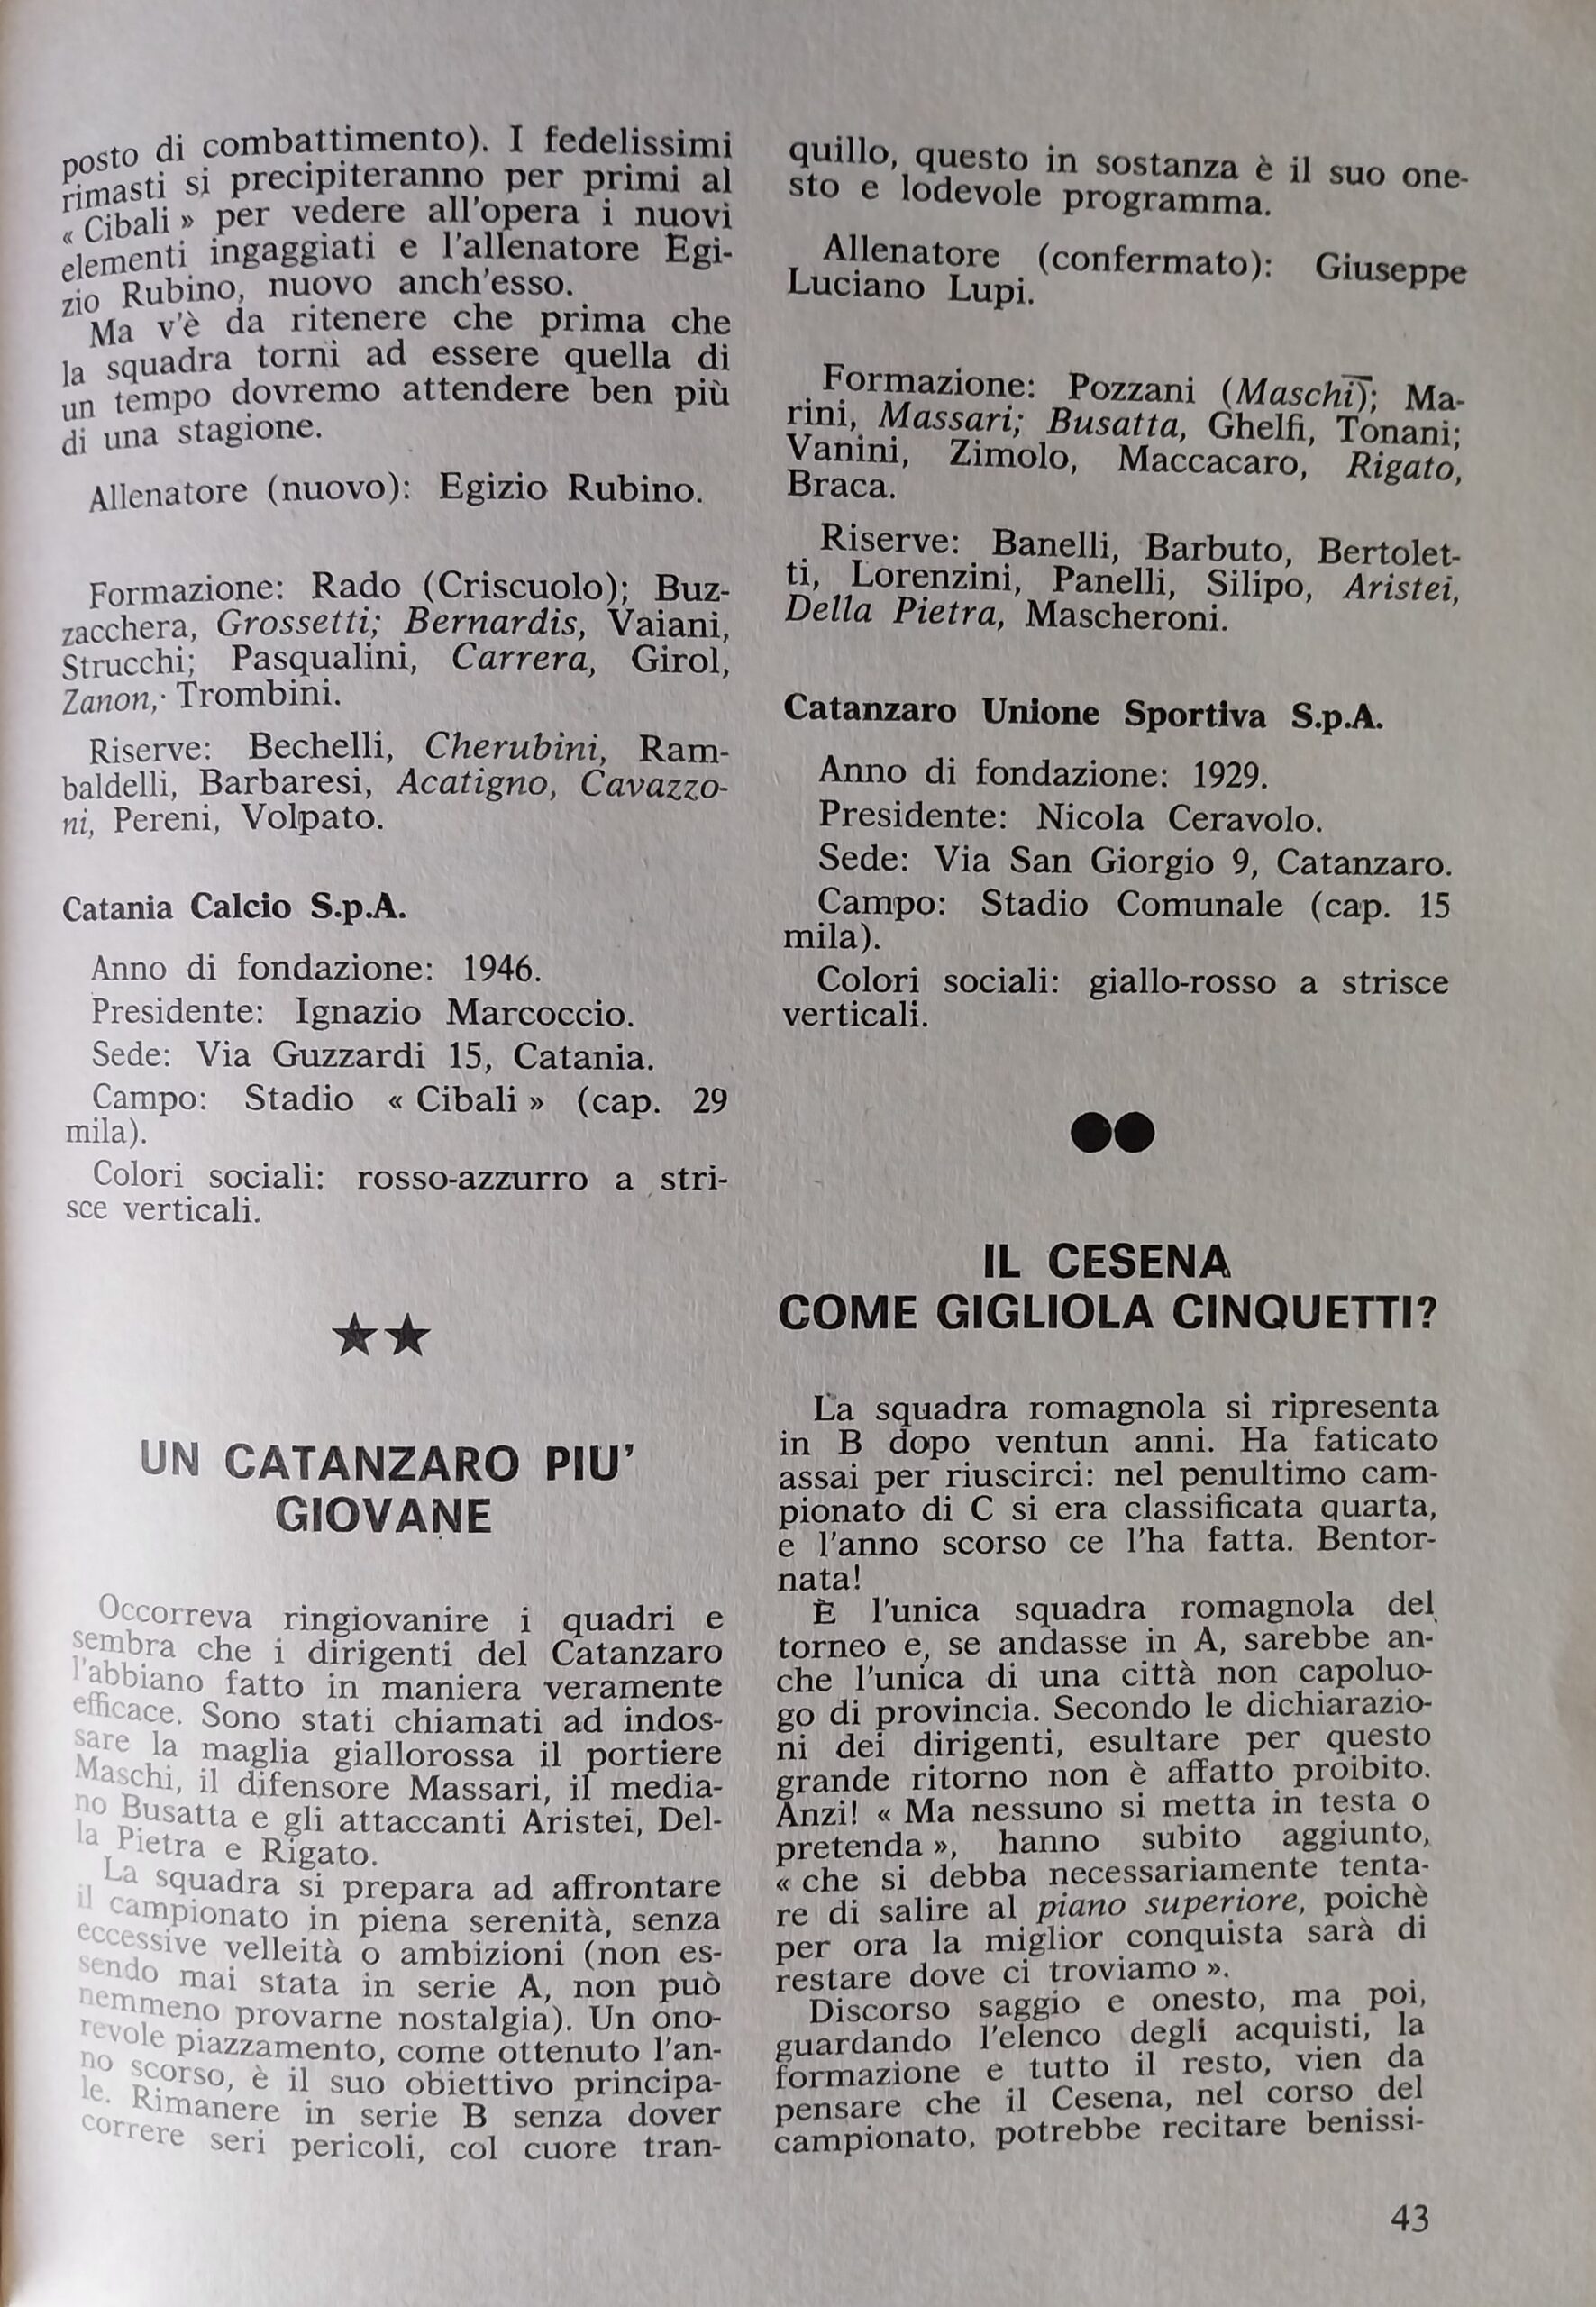 posto di combattimento). I fedelissimi
rimasti si precipiteranno per primi al
« Cibali » per vedere all'opera i nuovi
elementi ingaggiati e l'allenatore Egi-
zio Rubino, nuovo anch'esso.
Ma v'è da ritenere che prima che
la squadra torni ad essere quella di
un tempo dovremo attendere ben più
di una stagione.
Allenatore (nuovo): Egizio Rubino.
Formazione: Rado (Criscuolo); Buz-
zacchera, Grossetti; Bernardis, Vaiani,
Strucchi; Pasqualini, Carrera, Girol,
Zanon, Trombini.
Riserve: Bechelli, Cherubini, Ram-
baldelli, Barbaresi, Acatigno, Cavazzo-
ni, Pereni, Volpato.
Catania Calcio S.p.A.
Anno di fondazione: 1946.
Presidente: Ignazio Marcoccio.
Sede: Via Guzzardi 15, Catania.
Campo: Stadio « Cibali » (cap. 29
mila).
Colori sociali: rosso-azzurro a stri-
sce verticali.
★★
UN CATANZARO PIU'
GIOVANE
Occorreva ringiovanire i quadri e
sembra che i dirigenti del Catanzaro
l'abbiano fatto in maniera veramente
efficace. Sono stati chiamati ad indos-
sare la maglia giallorossa il portiere
Maschi, il difensore Massari, il media-
no Busatta e gli attaccanti Aristei, Del-
la Pietra e Rigato.
La squadra si prepara ad affrontare
il campionato in piena serenità, senza
eccessive velleità o ambizioni (non es-
sendo mai stata in serie A, non può
nemmeno provarne nostalgia). Un ono-
revole piazzamento, come ottenuto l'an-
no scorso, è il suo obiettivo principa-
le. Rimanere in serie B senza dover
correre seri pericoli, col cuore tran-
quillo, questo in sostanza è il suo one-
sto e lodevole programma.
Allenatore (confermato): Giuseppe
Luciano Lupi.
Formazione: Pozzani (Maschi); Ma-
rini, Massari; Busatta, Ghelfi, Tonani;
Vanini, Zimolo, Maccacaro, Rigato,
Braca.
Riserve: Banelli, Barbuto, Bertolet-
ti, Lorenzini, Panelli, Silipo, Aristei,
Della Pietra, Mascheroni.
Catanzaro Unione Sportiva S.p.A.
Anno di fondazione: 1929.
Presidente: Nicola Ceravolo.
Sede: Via San Giorgio 9, Catanzaro.
Campo: Stadio Comunale (cap. 15
mila).
Colori sociali: giallo-rosso a strisce
verticali.
●●
IL CESENA
COME GIGLIOLA CINQUETTI?
La squadra romagnola si ripresenta
in B dopo ventun anni. Ha faticato
assai per riuscirci: nel penultimo cam-
pionato di C si era classificata quarta,
e l'anno scorso ce l'ha fatta. Bentor-
nata!
È l'unica squadra romagnola del
torneo e, se andasse in A, sarebbe an-
che l'unica di una città non capoluo-
go di provincia. Secondo le dichiarazio-
ni dei dirigenti, esultare per questo
grande ritorno non è affatto proibito.
Anzi! « Ma nessuno si metta in testa o
pretenda », hanno subito aggiunto,
« che si debba necessariamente tenta-
re di salire al piano superiore, poichè
per ora la miglior conquista sarà di
restare dove ci troviamo ».
Discorso saggio e onesto, ma poi,
guardando l'elenco degli acquisti, la
formazione e tutto il resto, vien da
pensare che il Cesena, nel corso del
campionato, potrebbe recitare benissi-
43